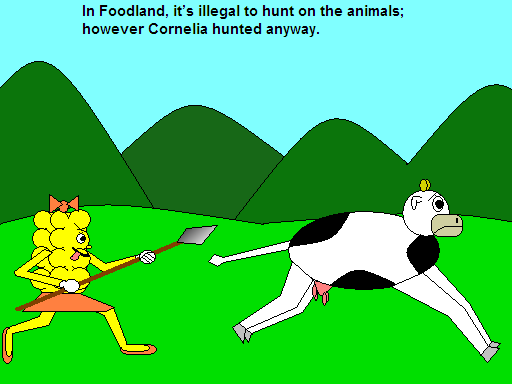 In Foodland, it's illegal to hunt on the animals;
however Cornelia hunted anyway.